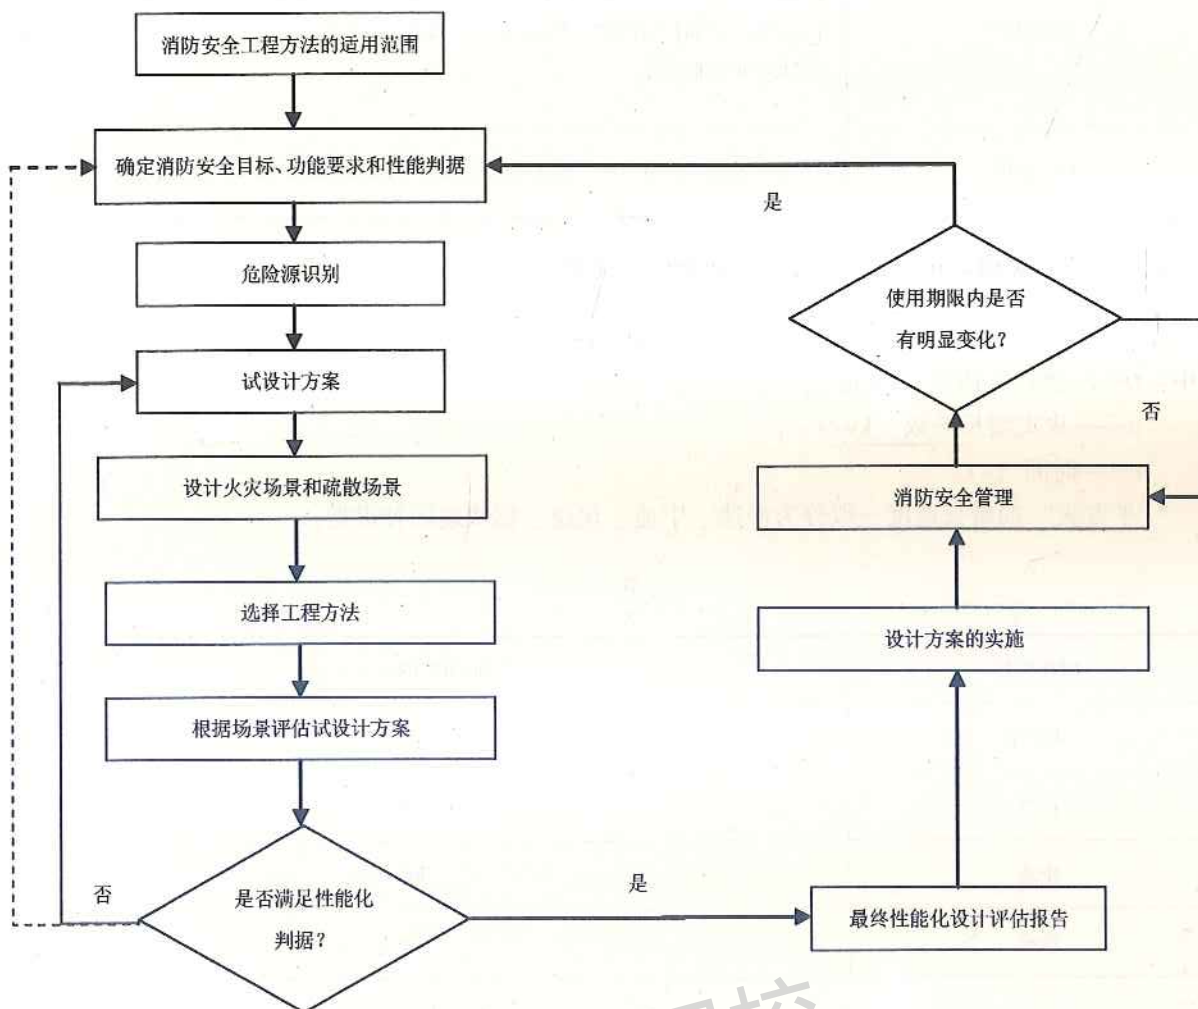 消防安全工程方法的适用范围
确定消防安全目标、功能要求和性能判据
危险源识别
试设计方案
设计火灾场景和疏散场景
选择工程方法
根据场景评估试设计方案
是否满足性能化
判据?
否
是
最终性能化设计评估报告
设计方案的实施
消防安全管理
使用期限内是否
有明显变化?
是
否